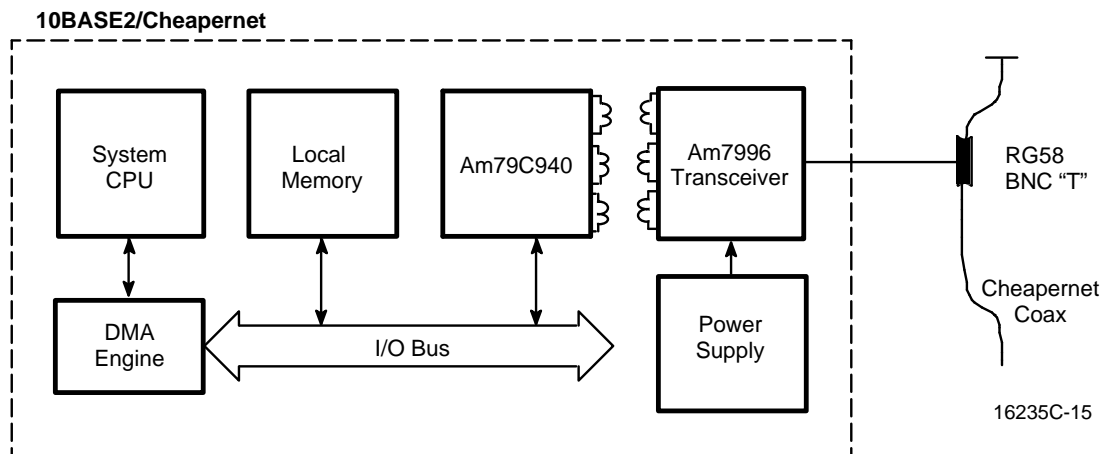 10BASE2/Cheapernet
System
CPU
Local
Memory
Am79C940
Am7996
Transceiver
RG58
BNC “T”
DMA
Engine
I/O Bus
Power
Supply
Cheapernet
Coax
16235C-15